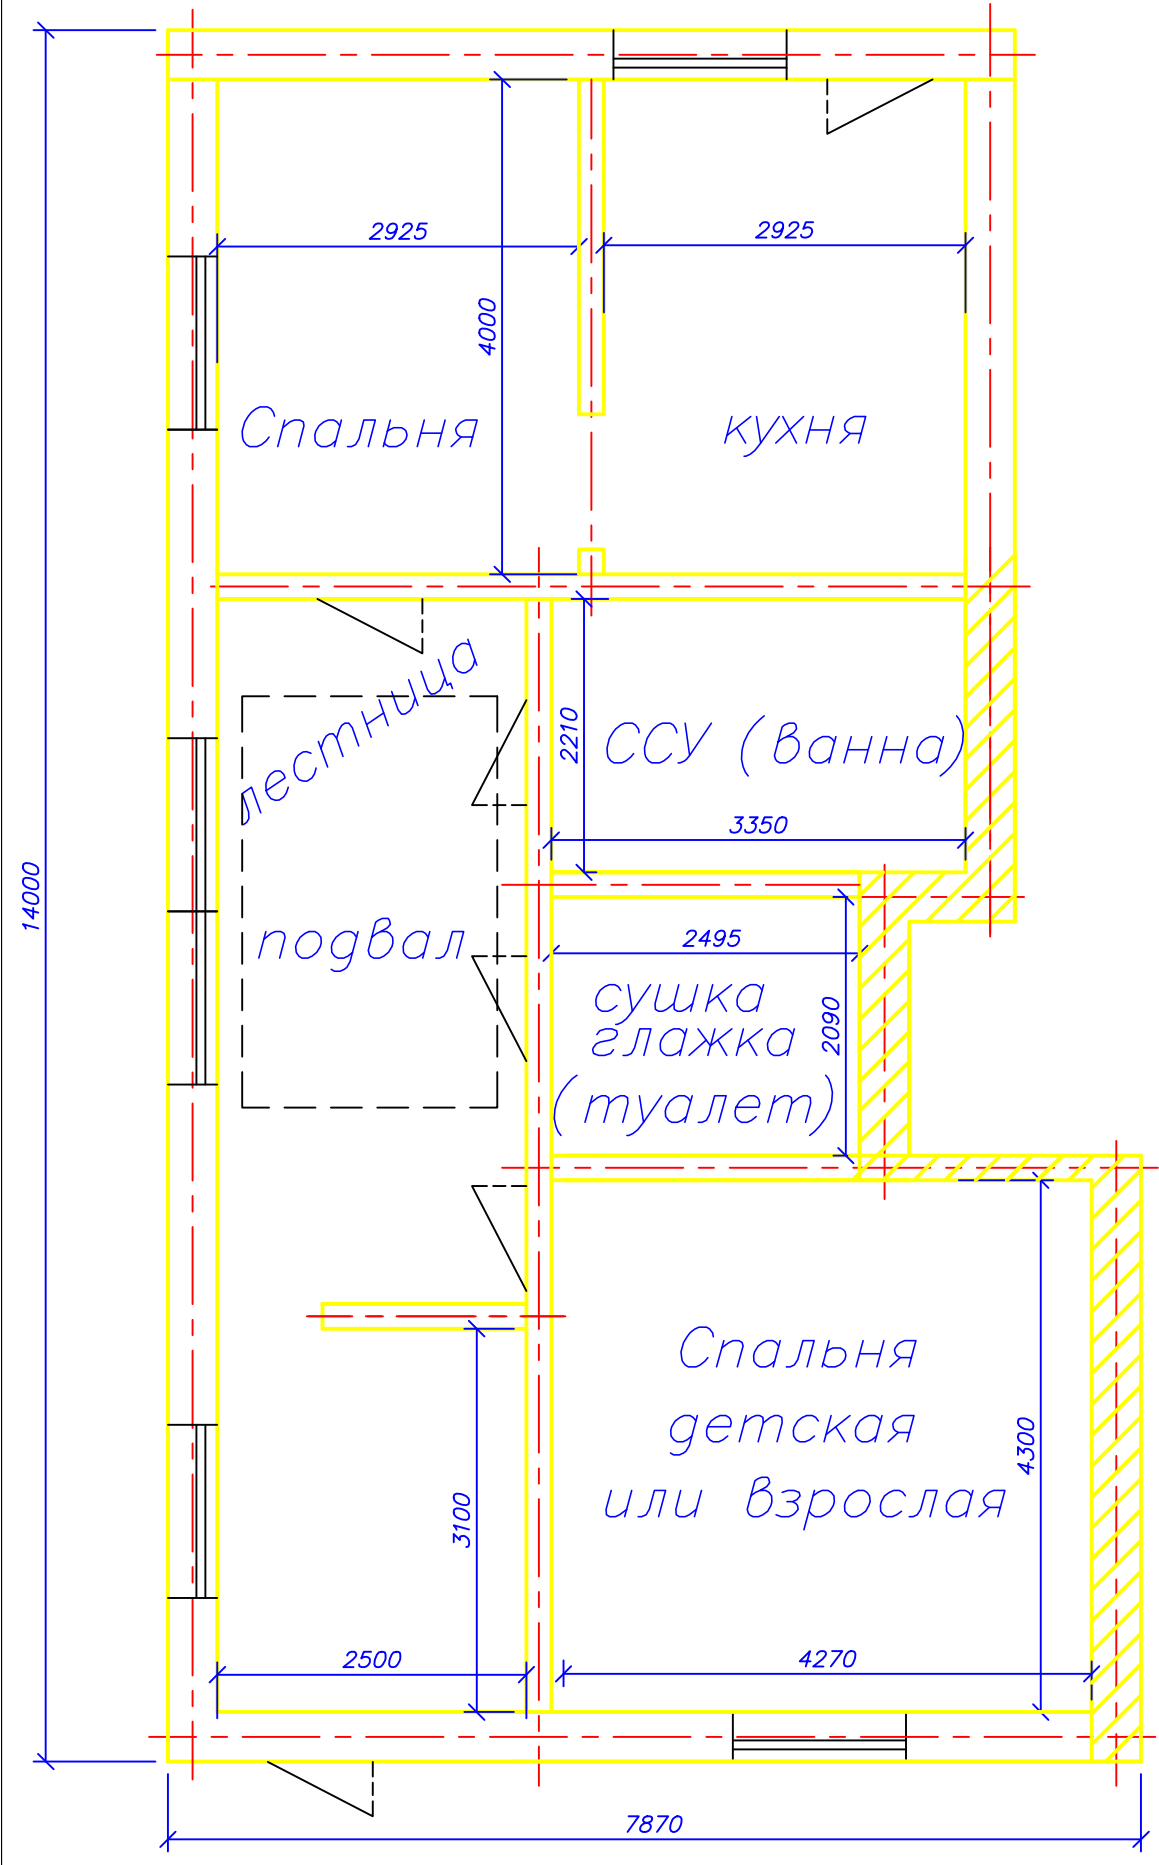 2925
2925
4000
Спальня
кухня
лестница
2210
ССУ (ванна)
3350
14000
подвал
2495
сушка
глажка
(туалет)
2090
Спальня
детская
или взрослая
4300
3100
2500
4270
7870